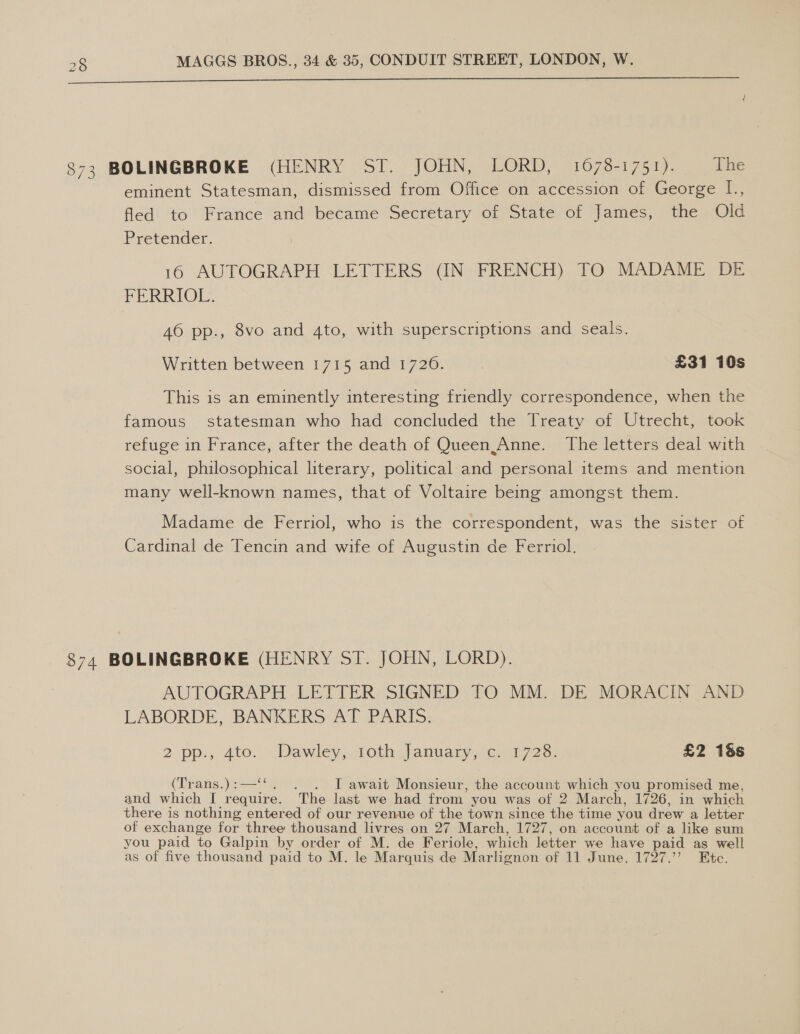 28 MAGGS BROS., 34 & 35, CONDUIT STREET, LONDON, W.
873 BOLINGBROKE (HENRY ST. JOHN, LORD, 1678-1751). The
eminent Statesman, dismissed from Office on accession of George I.,
fled to France and became Secretary of State of James, the Old
Pretender.
16 AUTOGRAPH LETTERS (IN FRENCH) TO MADAME DE
FERRIOL.
46 pp., 8vo and 4to, with superscriptions and seals.
Written between 1715 and 1726. £31 10s
This is an eminently interesting friendly correspondence, when the
famous statesman who had concluded the Treaty of Utrecht, took
refuge in France, after the death of Queen Anne. The letters deal with
social, philosophical literary, political and personal items and mention
many well-known names, that of Voltaire being amongst them.
Madame de Ferriol, who is the correspondent, was the sister of
Cardinal de Tencin and wife of Augustin de Ferriol.
874 BOLINGBROKE (HENRY ST. JOHN, LORD).
AUTOGRAPH LETTER SIGNED TO MM. DE MORACIN AND
LABORDE, BANKERS AT PARIS.
2 pp., 4to. Dawley, 10th January, c. 1728. £2 18s
(Trans.):—“. . . I await Monsieur, the account which you promised me,
and which I require. The last we had from you was of 2 March, 1726, in which
there is nothing entered of our revenue of the town since the time you drew a letter
of exchange for three thousand livres on 27 March, 1727, on account of a like sum
you paid to Galpin by order of M. de Feriole, which letter we have paid as well
as of five thousand paid to M. le Marquis de Marlignon of 11 June, 1727.” Etc.